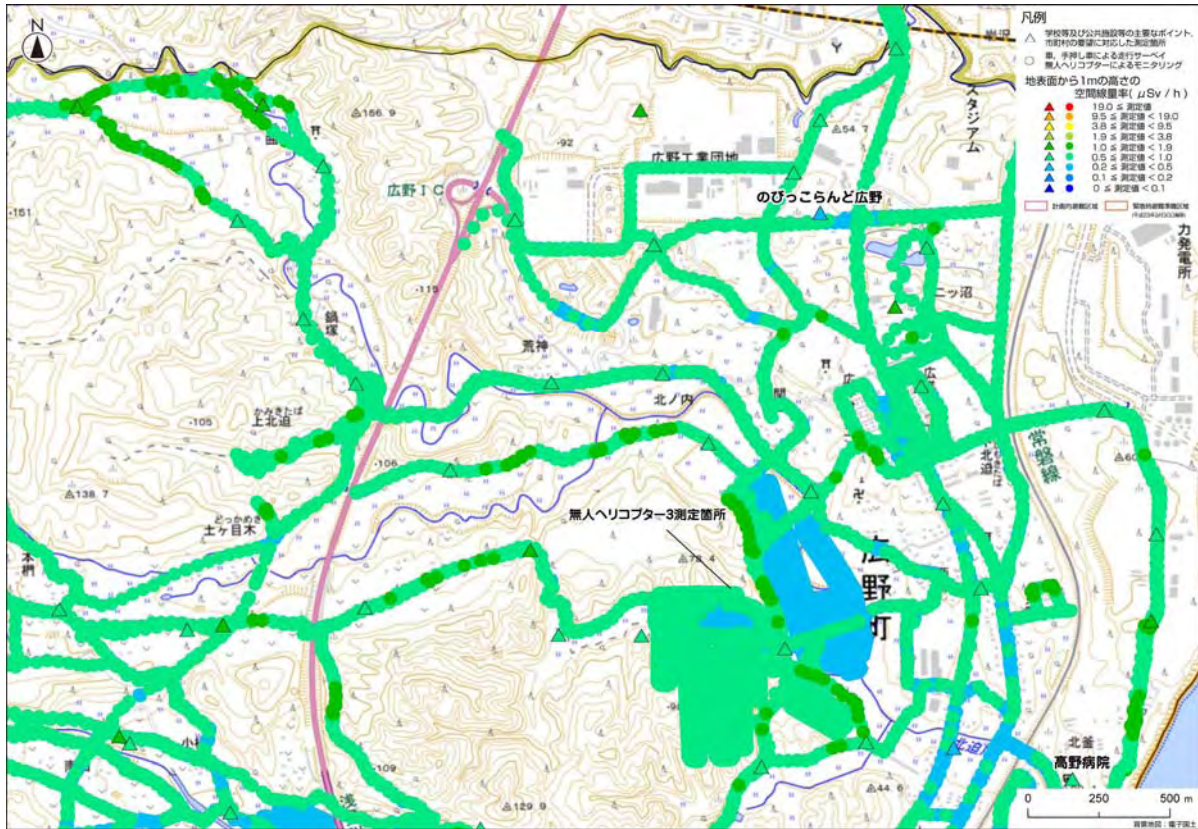 凡例
学校等及び公共施設等の主要なポイント、
市町村の要望に対応した測定箇所
車、手押し車による走行サーベイ
無人ヘリコプターによるモニタリング
地表面から1mの高さの
空間線量率( μSv / h )
19.0 ≦ 測定値
9.5 ≦ 測定値 < 19.0
3.8 ≦ 測定値 < 9.5
1.9 ≦ 測定値 < 3.8
1.0 ≦ 測定値 < 1.9
0.5 ≦ 測定値 < 1.0
0.2 ≦ 測定値 < 0.5
0.1 ≦ 測定値 < 0.2
0 ≦ 測定値 < 0.1
計画的避難区域
緊急時避難準備区域
N
166.9
・92
54.7
スタジアム
広野工業団地
広野IC
のびっこらんど広野
・151
・115
力発電所
二ツ沼
鍋塚
荒神
北ノ内
かみきたば
上北迫
・105
・106
常磐線
138.7
どっかめき
土ヶ目木
無人ヘリコプター3測定箇所
78.4
広野町
・109
129.9
44.6
北釜
高野病院
0 250 500 m
背景地図:電子国土